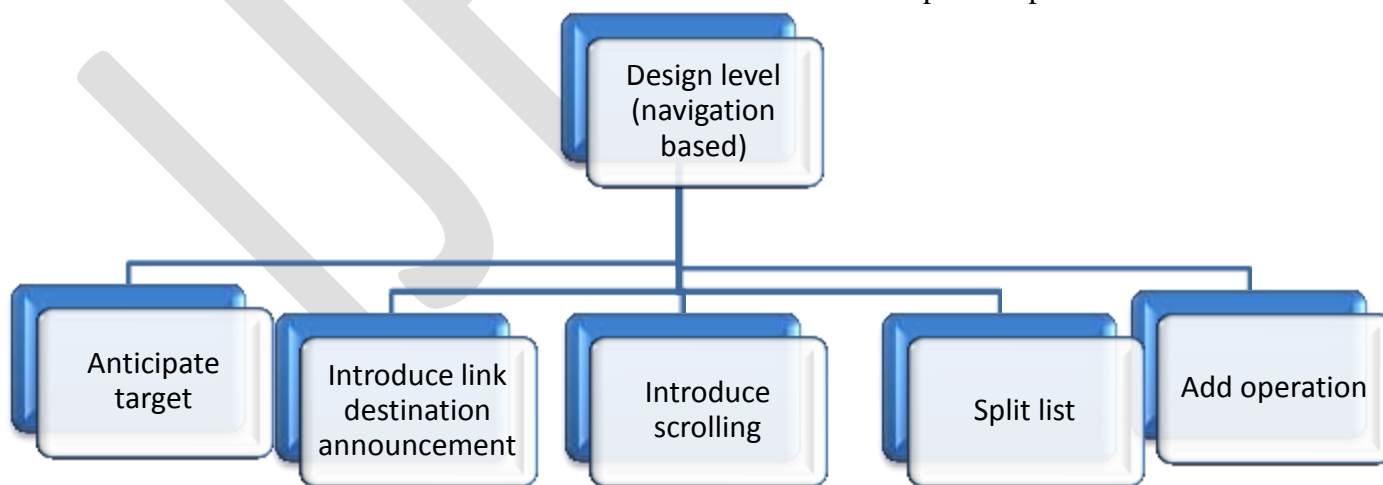 Design level
(navigation
based)
Anticipate
target
Introduce link
destination
announcement
Introduce
scrolling
Split list
Add operation